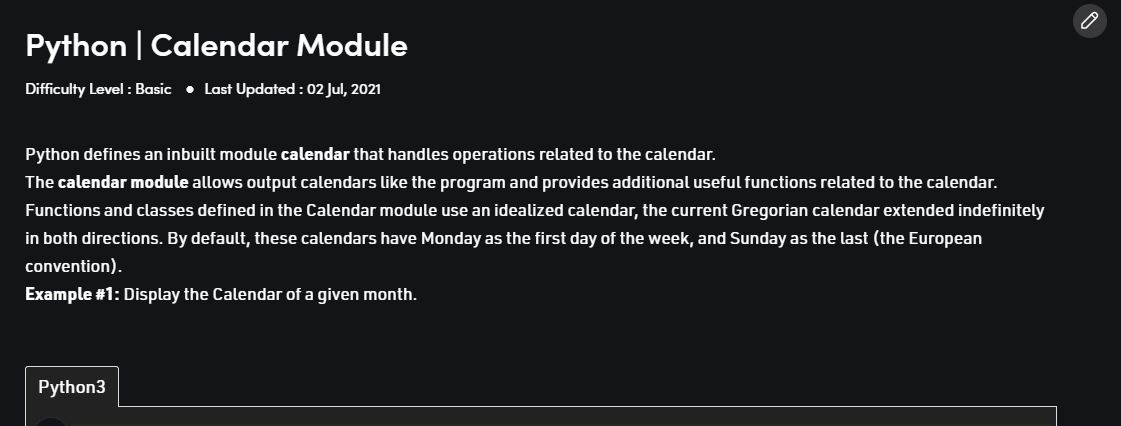 Python | Calendar Module
Difficulty Level : Basic ● Last Updated : 02 Jul, 2021
Python defines an inbuilt module calendar that handles operations related to the calendar.
The calendar module allows output calendars like the program and provides additional useful functions related to the calendar.
Functions and classes defined in the Calendar module use an idealized calendar, the current Gregorian calendar extended indefinitely
in both directions. By default, these calendars have Monday as the first day of the week, and Sunday as the last (the European
convention).
Example #1: Display the Calendar of a given month.
Python3